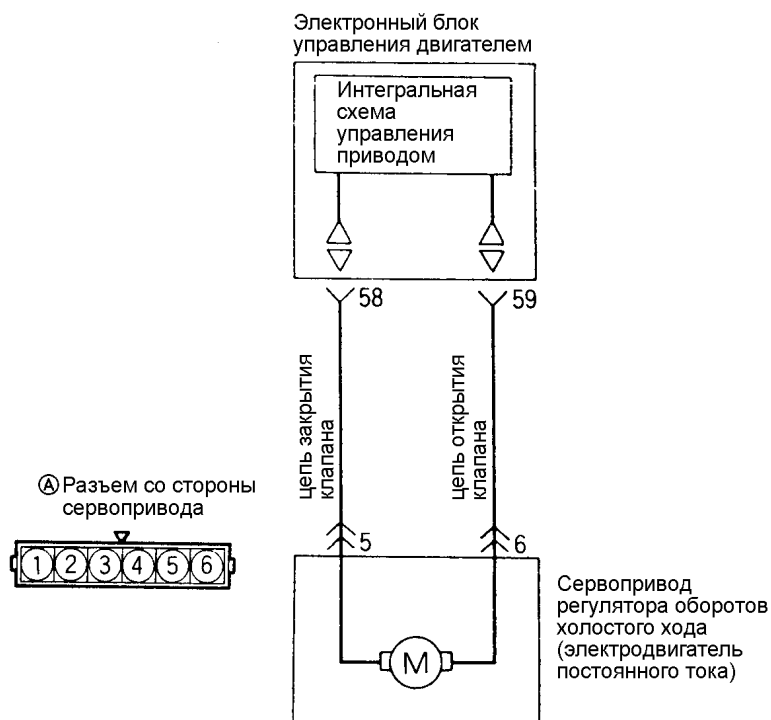 Электронный блок
управления двигателем
Интегральная
схема
управления
приводом
58
59
цепь закрытия
клапана
цепь открытия
клапана
Ⓐ Разъем со стороны
сервопривода
1 2 3 4 5 6
5
6
M
Сервопривод
регулятора оборотов
холостого хода
(электродвигатель
постоянного тока)